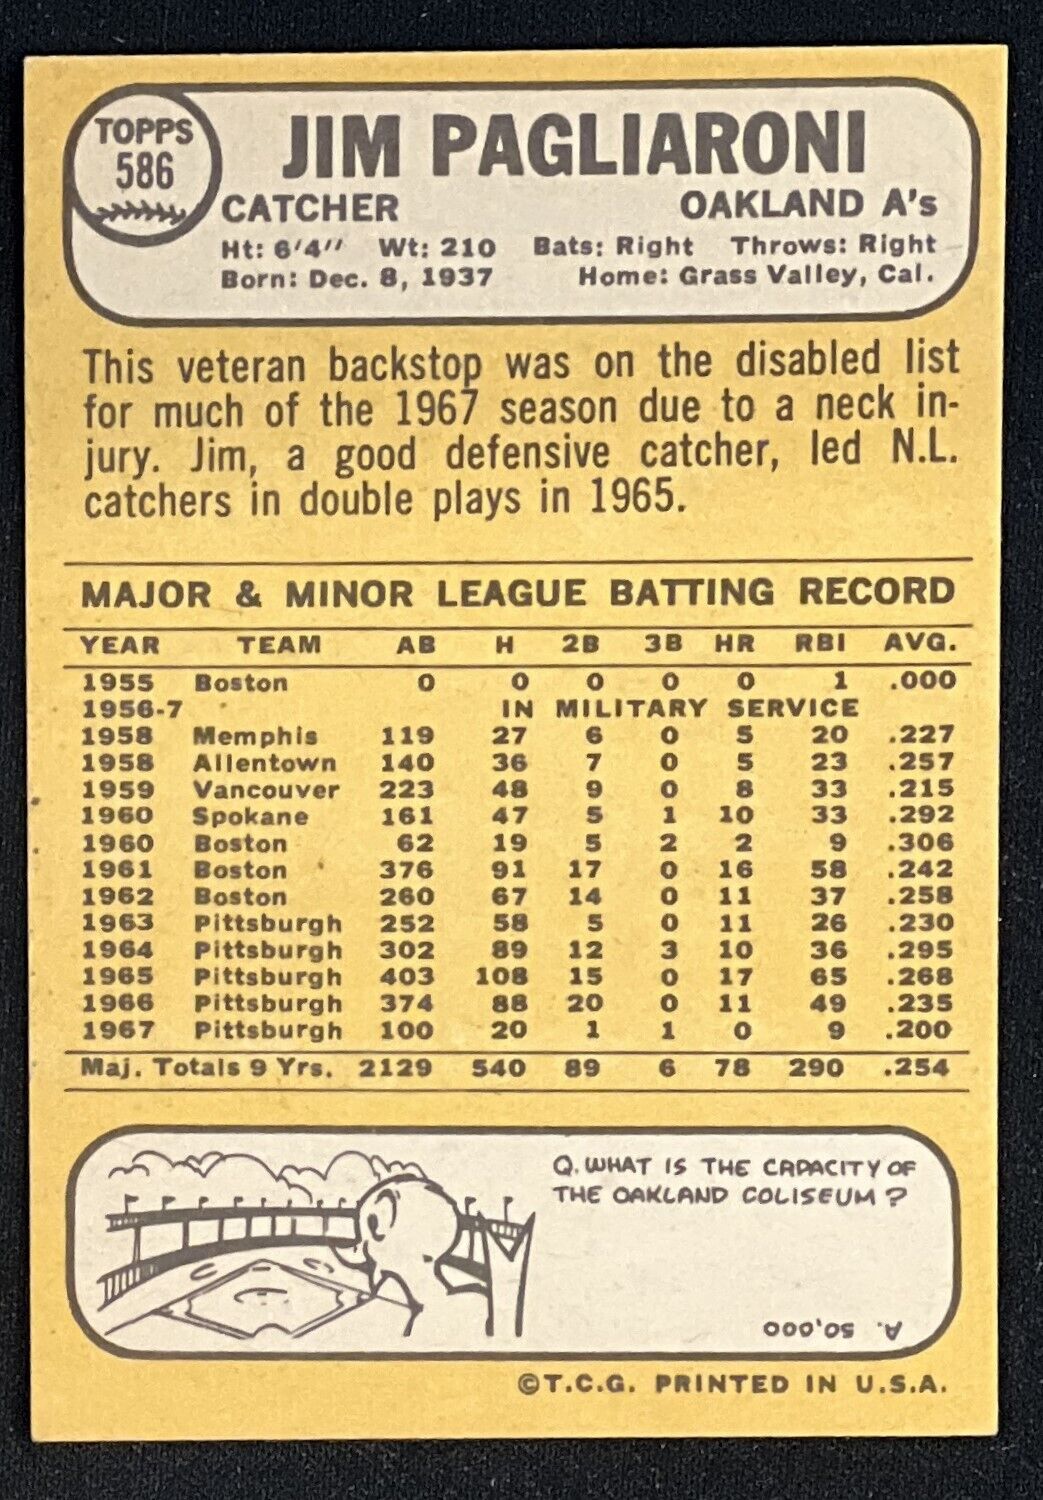 TOPPS
586
JIM PAGLIARONI
CATCHER OAKLAND A's
Ht: 6'4" Wt: 210 Bats: Right Throws: Right
Born: Dec. 8, 1937 Home: Grass Valley, Cal.
This veteran backstop was on the disabled list
for much of the 1967 season due to a neck in-
jury. Jim, a good defensive catcher, led N.L.
catchers in double plays in 1965.
MAJOR & MINOR LEAGUE BATTING RECORD
YEAR TEAM AB H 2B 3B HR RBI AVG.
1955 Boston 0 0 0 0 0 1 .000
1956-7 IN MILITARY SERVICE
1958 Memphis 119 27 6 0 5 20 .227
1958 Allentown 140 36 7 0 5 23 .257
1959 Vancouver 223 48 9 0 8 33 .215
1960 Spokane 161 47 5 1 10 33 .292
1960 Boston 62 19 5 2 2 9 .306
1961 Boston 376 91 17 0 16 58 .242
1962 Boston 260 67 14 0 11 37 .258
1963 Pittsburgh 252 58 5 0 11 26 .230
1964 Pittsburgh 302 89 12 3 10 36 .295
1965 Pittsburgh 403 108 15 0 17 65 .268
1966 Pittsburgh 374 88 20 0 11 49 .235
1967 Pittsburgh 100 20 1 1 0 9 .200
Maj. Totals 9 Yrs. 2129 540 89 6 78 290 .254
Q. WHAT IS THE CAPACITY OF
THE OAKLAND COLISEUM?
A. 50,000
©T.C.G. PRINTED IN U.S.A.